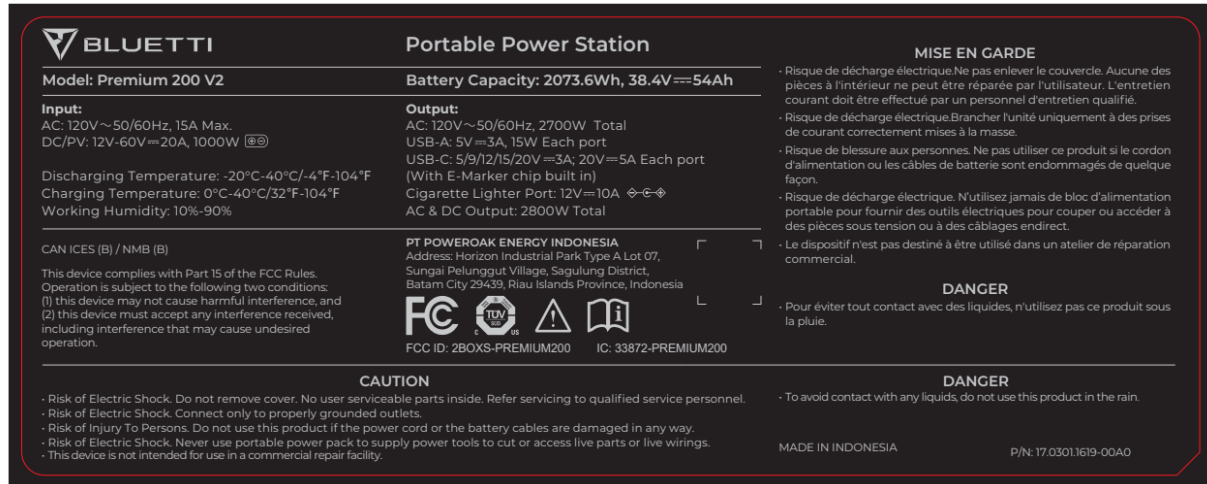 BLUETTI
Portable Power Station
Model: Premium 200 V2
Battery Capacity: 2073.6Wh, 38.4V⎓54Ah
Input:
AC: 120V～50/60Hz, 15A Max.
DC/PV: 12V-60V⎓20A, 1000W
Discharging Temperature: -20°C-40°C/-4°F-104°F
Charging Temperature: 0°C-40°C/32°F-104°F
Working Humidity: 10%-90%
Output:
AC: 120V～50/60Hz, 2700W Total
USB-A: 5V⎓3A, 15W Each port
USB-C: 5/9/12/15/20V⎓3A; 20V⎓5A Each port
(With E-Marker chip built in)
Cigarette Lighter Port: 12V⎓10A
AC & DC Output: 2800W Total
CAN ICES (B) / NMB (B)
This device complies with Part 15 of the FCC Rules.
Operation is subject to the following two conditions:
(1) this device may not cause harmful interference, and
(2) this device must accept any interference received,
including interference that may cause undesired
operation.
PT POWEROAK ENERGY INDONESIA
Address: Horizon Industrial Park Type A Lot 07,
Sungai Pelunggut Village, Sagulung District,
Batam City 29439, Riau Islands Province, Indonesia
FC
TÜV
SÜD
C US
FCC ID: 2BOXS-PREMIUM200 IC: 33872-PREMIUM200
MISE EN GARDE
· Risque de décharge électrique.Ne pas enlever le couvercle. Aucune des
pièces à l'intérieur ne peut être réparée par l'utilisateur. L'entretien
courant doit être effectué par un personnel d'entretien qualifié.
· Risque de décharge électrique.Brancher l'unité uniquement à des prises
de courant correctement mises à la masse.
· Risque de blessure aux personnes. Ne pas utiliser ce produit si le cordon
d'alimentation ou les câbles de batterie sont endommagés de quelque
façon.
· Risque de décharge électrique. N'utilisez jamais de bloc d'alimentation
portable pour fournir des outils électriques pour couper ou accéder à
des pièces sous tension ou à des câblages endirect.
· Le dispositif n'est pas destiné à être utilisé dans un atelier de réparation
commercial.
DANGER
· Pour éviter tout contact avec des liquides, n'utilisez pas ce produit sous
la pluie.
CAUTION
· Risk of Electric Shock. Do not remove cover. No user serviceable parts inside. Refer servicing to qualified service personnel.
· Risk of Electric Shock. Connect only to properly grounded outlets.
· Risk of Injury To Persons. Do not use this product if the power cord or the battery cables are damaged in any way.
· Risk of Electric Shock. Never use portable power pack to supply power tools to cut or access live parts or live wirings.
· This device is not intended for use in a commercial repair facility.
DANGER
· To avoid contact with any liquids, do not use this product in the rain.
MADE IN INDONESIA
P/N: 17.0301.1619-00A0